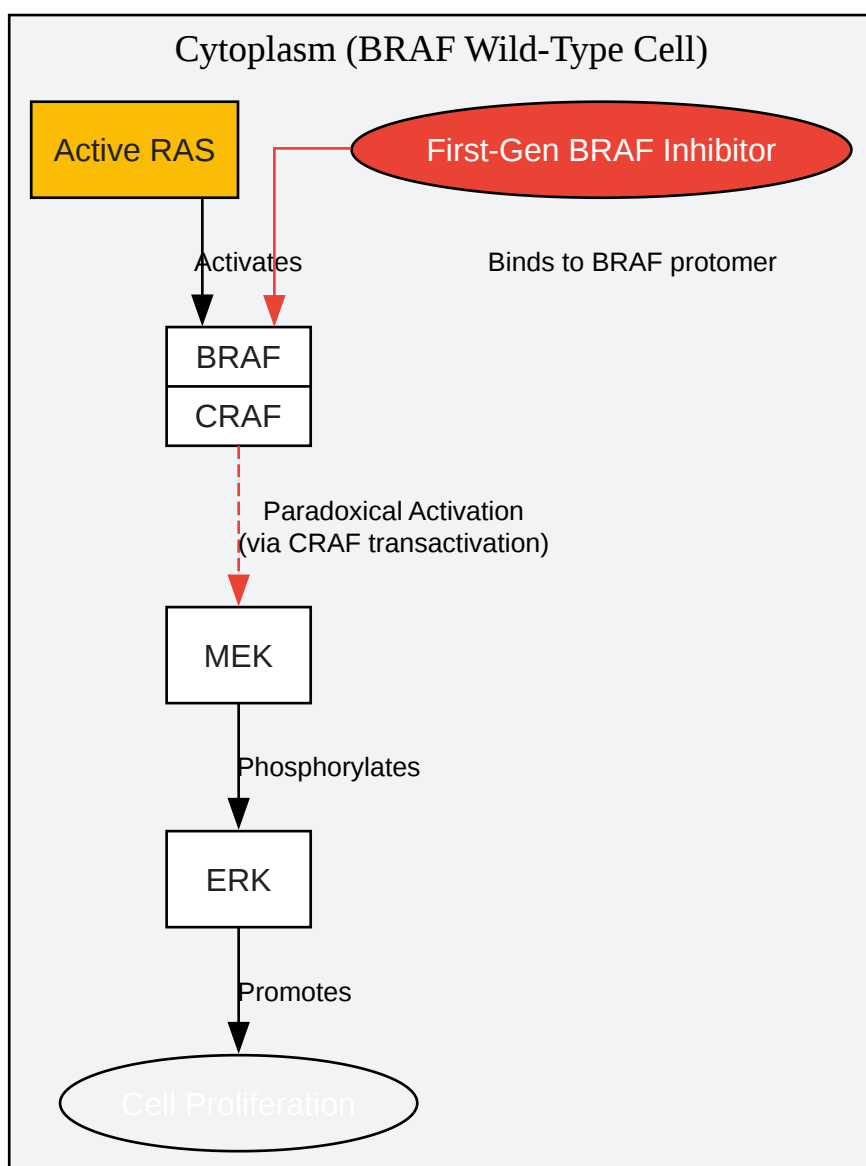 Cytoplasm (BRAF Wild-Type Cell)
Active RAS
First-Gen BRAF Inhibitor
Activates
Binds to BRAF protomer
BRAF
CRAF
Paradoxical Activation
(via CRAF transactivation)
MEK
Phosphorylates
ERK
Promotes
Cell Proliferation